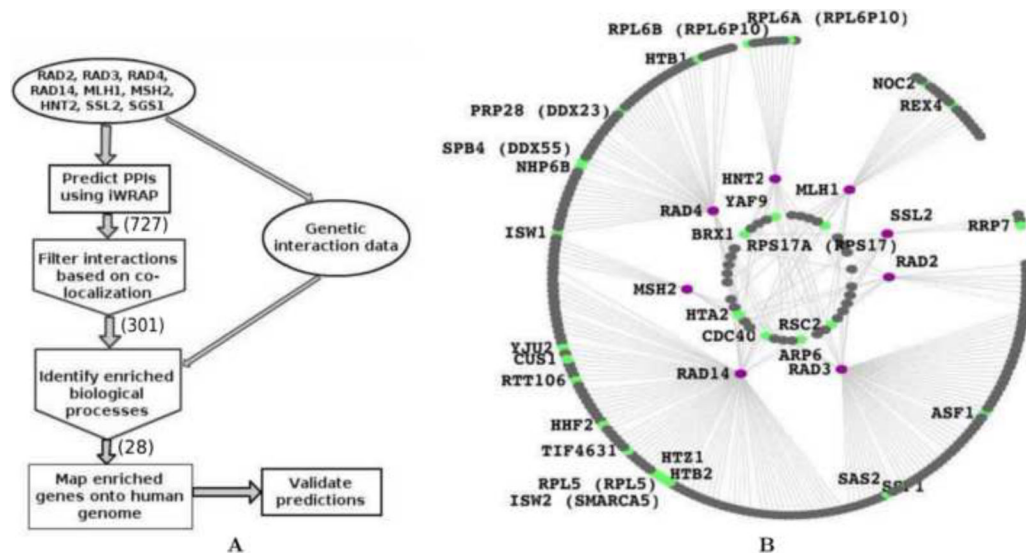 RAD2, RAD3, RAD4,
RAD14, MLH1, MSH2,
HNT2, SSL2, SGS1
Predict PPIs
using iWRAP
(727)
Filter interactions
based on co-
localization
(301)
Identify enriched
biological
processes
(28)
Map enriched
genes onto human
genome
Validate
predictions
Genetic
interaction data
A
RPL6A (RPL6P10)
RPL6B (RPL6P10)
HTB1
NOC2
REX4
PRP28 (DDX23)
SPB4 (DDX55)
NHP6B
HNT2
MLH1
YAF9
RAD4
SSL2
RRP7
ISW1
BRX1
RPS17A (RPS17)
RAD2
MSH2
HTA2
RSC2
CDC40
ARP6
YJU2
CUS1
RAD14
RAD3
RTT106
ASF1
HHF2
TIF4631
HTZ1
HTB2
RPL5 (RPL5)
ISW2 (SMARCA5)
SAS2
B